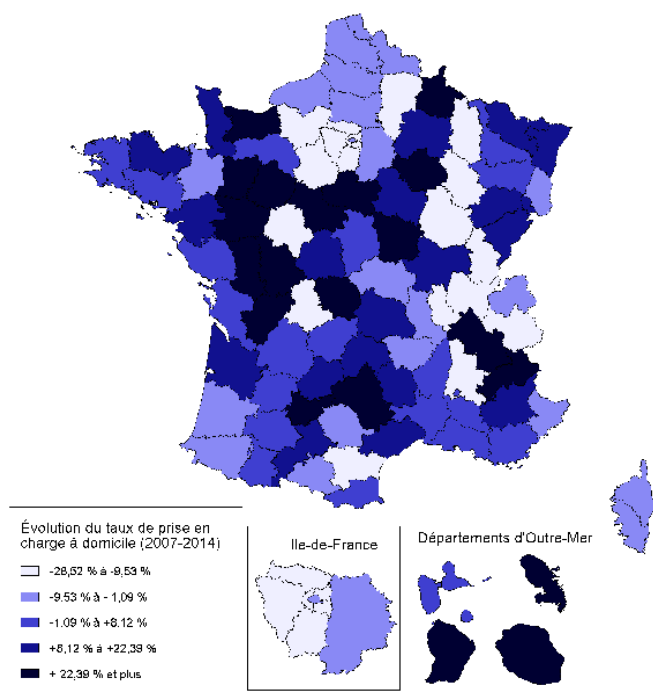 Évolution du taux de prise en
charge à domicile (2007-2014)
-28,52 % à -9,53 %
-9.53 % à - 1,09 %
-1.09 % à +8.12 %
+8,12 % à +22,39 %
+ 22,39 % et plus
Ile-de-France
Départements d'Outre-Mer